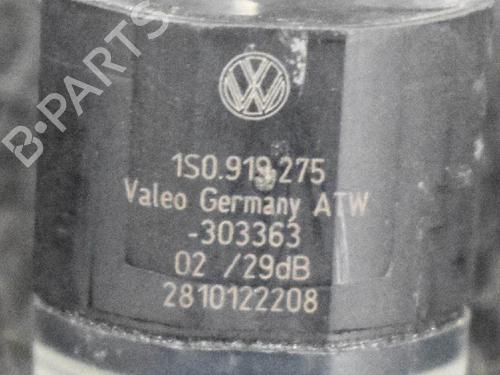 B-PARTS
1S0.919.275
Valeo Germany ATW
-303363
02 /29dB
2810122208